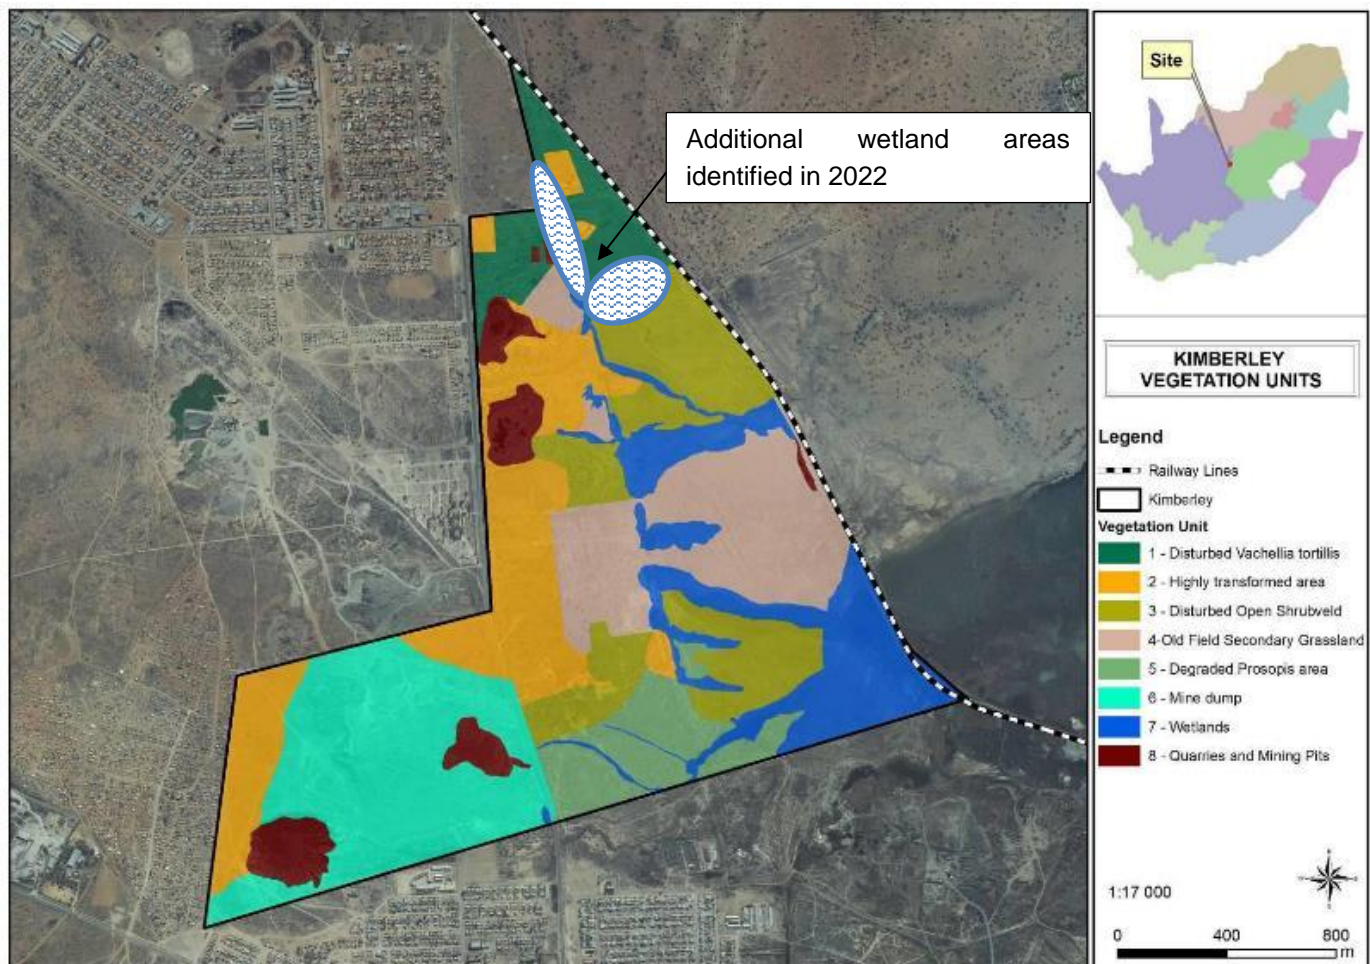 Additional wetland areas
identified in 2022
Site
KIMBERLEY
VEGETATION UNITS
Legend
Railway Lines
Kimberley
Vegetation Unit
1 - Disturbed Vachellia tortillis
2 - Highly transformed area
3 - Disturbed Open Shrubveld
4-Old Field Secondary Grassland
5 - Degraded Prosopis area
6 - Mine dump
7 - Wetlands
8 - Quarries and Mining Pits
1:17 000
0 400 800
m